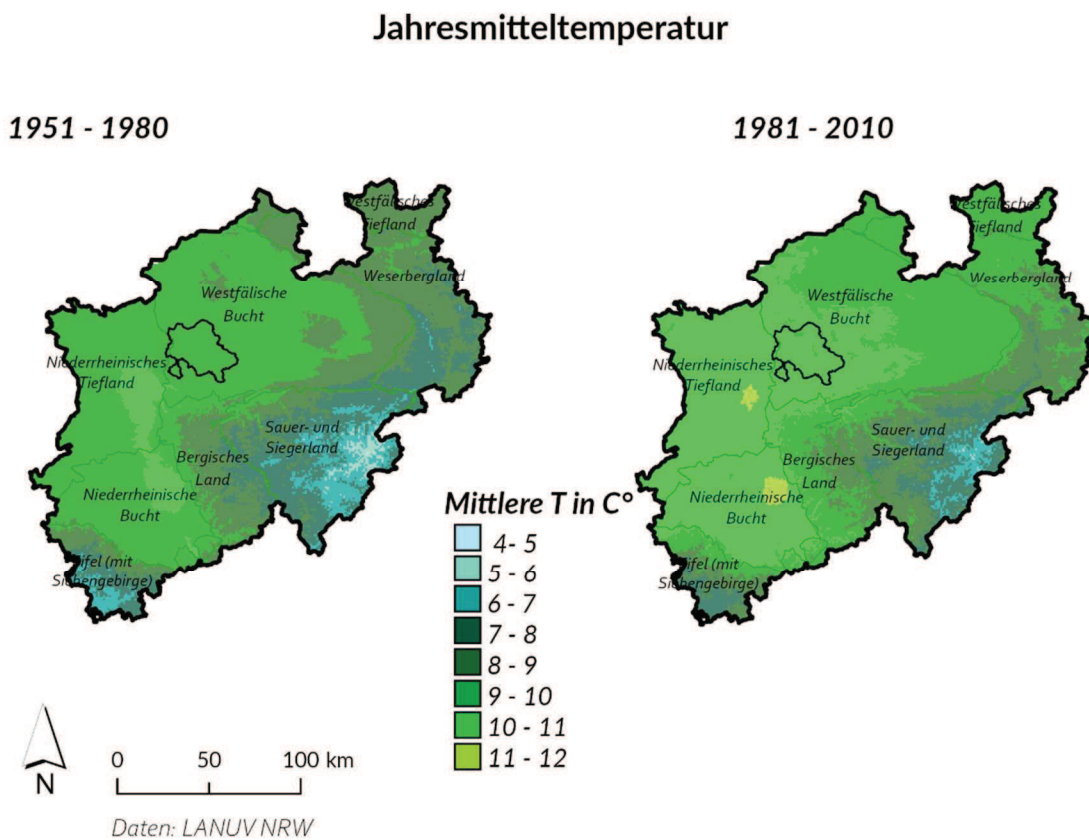 Jahresmitteltemperatur
1951 - 1980
1981 - 2010
Westfälisches
Tiefland
Weserbergland
Westfälische
Bucht
Niederrheinisches
Tiefland
Sauer- und
Siegerland
Bergisches
Land
Niederrheinische
Bucht
Eifel (mit
Siebengebirge)
Westfälisches
Tiefland
Weserbergland
Westfälische
Bucht
Niederrheinisches
Tiefland
Sauer- und
Siegerland
Bergisches
Land
Niederrheinische
Bucht
Eifel (mit
Siebengebirge)
Mittlere T in C°
4- 5
5 - 6
6 - 7
7 - 8
8 - 9
9 - 10
10 - 11
11 - 12
N
0 50 100 km
Daten: LANUV NRW